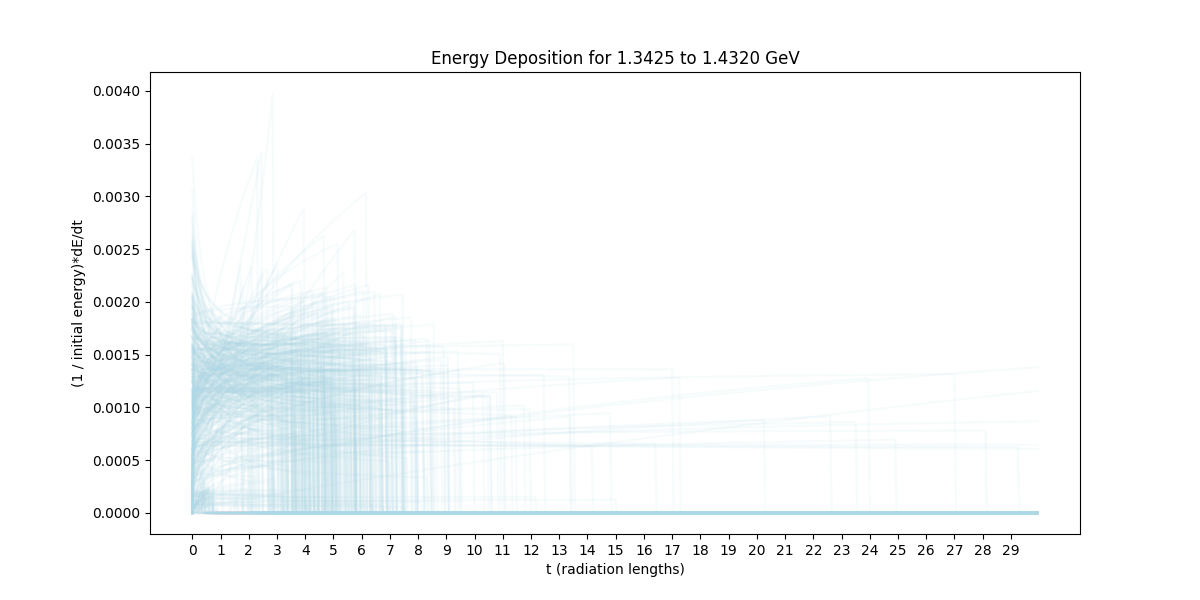 Energy Deposition for 1.3425 to 1.4320 GeV
(1 / initial energy)*dE/dt
0.0040
0.0035
0.0030
0.0025
0.0020
0.0015
0.0010
0.0005
0.0000
0 1 2 3 4 5 6 7 8 9 10 11 12 13 14 15 16 17 18 19 20 21 22 23 24 25 26 27 28 29
t (radiation lengths)